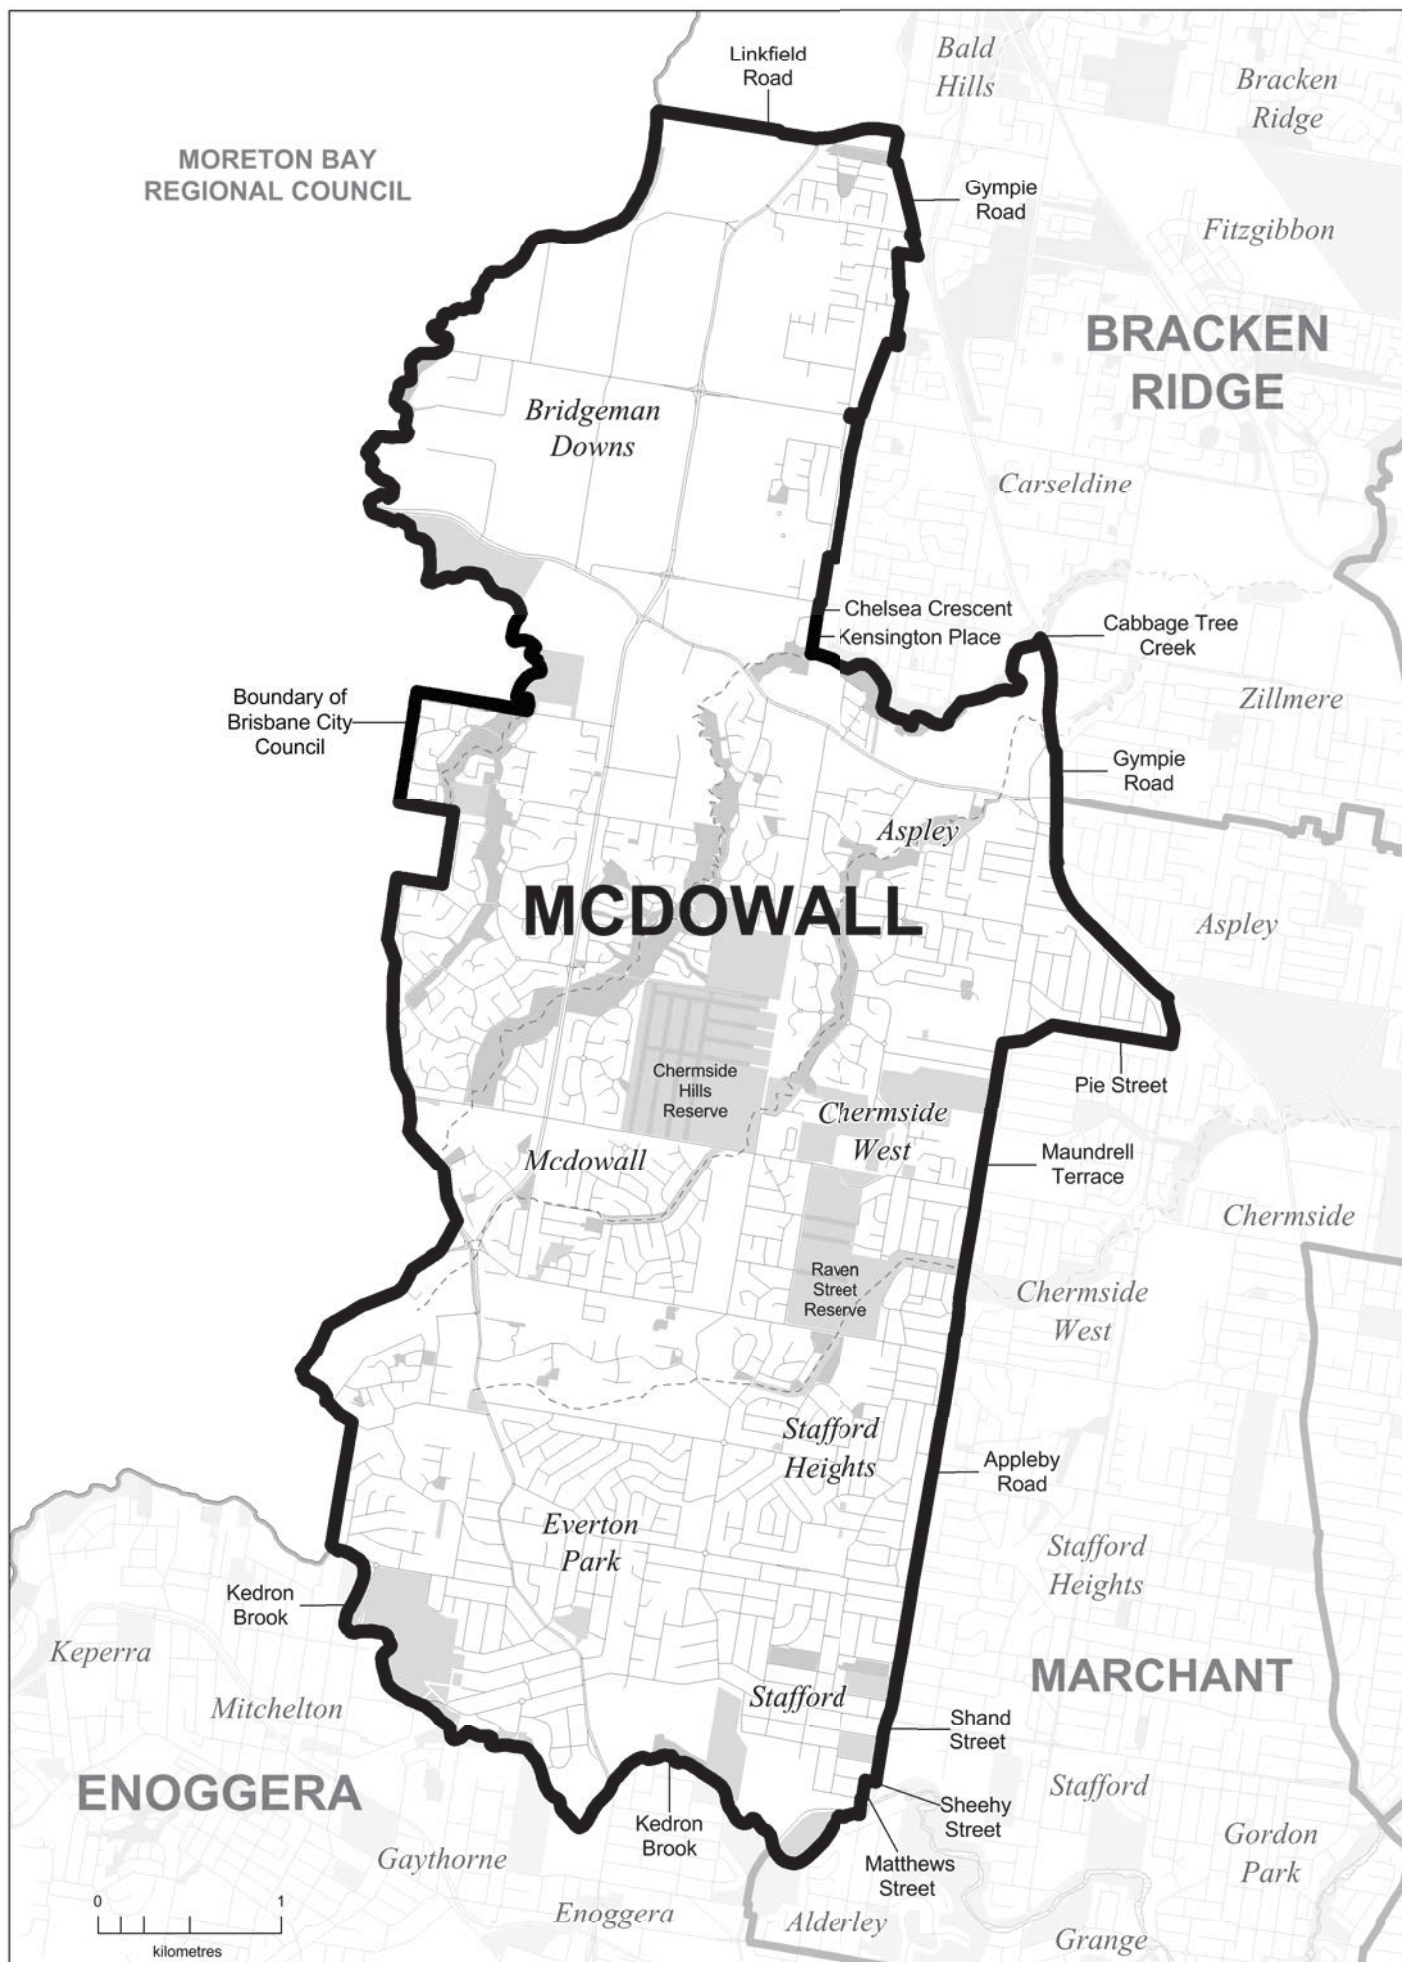 Linkfield
Road
Bald
Hills
Bracken
Ridge
MORETON BAY
REGIONAL COUNCIL
Gympie
Road
Fitzgibbon
BRACKEN
RIDGE
Bridgeman
Downs
Carseldine
Chelsea Crescent
Kensington Place
Cabbage Tree
Creek
Boundary of
Brisbane City
Council
Zillmere
Gympie
Road
Aspley
MCDOWALL
Aspley
Chermside
Hills
Reserve
Pie Street
Chermside
West
Mcdowall
Maundrell
Terrace
Chermside
Raven
Street
Reserve
Chermside
West
Stafford
Heights
Appleby
Road
Everton
Park
Stafford
Heights
Kedron
Brook
Keperra
Mitchelton
Stafford
MARCHANT
Shand
Street
ENOGGERA
Stafford
Sheehy
Street
Kedron
Brook
Gordon
Park
Gaythorne
Matthews
Street
0 1
kilometres
Enoggera
Alderley
Grange